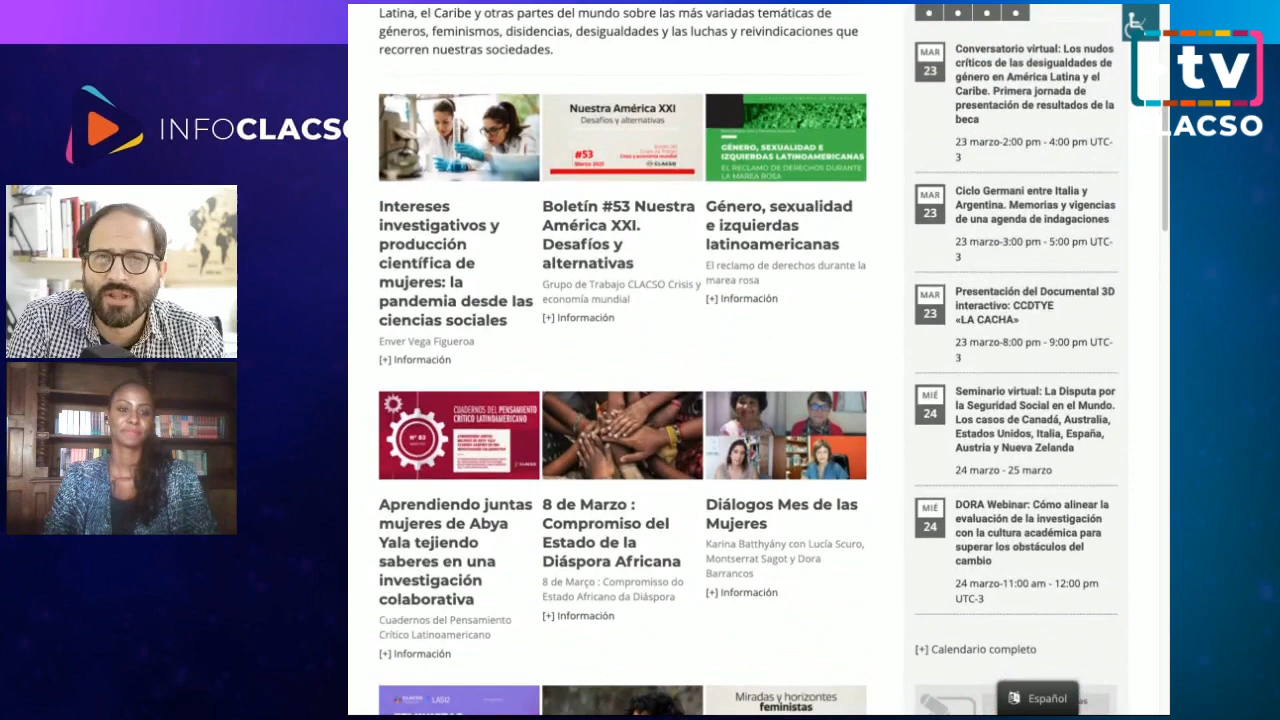 INFOCLACSO
tv
CLACSO
Latina, el Caribe y otras partes del mundo sobre las más variadas temáticas de
géneros, feminismos, disidencias, desigualdades y las luchas y reivindicaciones que
recorren nuestras sociedades.
Nuestra América XXI
Desafíos y alternativas
#53
Marzo 2021
Crisis y economía mundial
CLACSO
GÉNERO, SEXUALIDAD E
IZQUIERDAS LATINOAMERICANAS
EL RECLAMO DE DERECHOS DURANTE
LA MAREA ROSA
Intereses
investigativos y
producción
científica de
mujeres: la
pandemia desde las
ciencias sociales
Enver Vega Figueroa
[+] Información
Boletín #53 Nuestra
América XXI.
Desafíos y
alternativas
Grupo de Trabajo CLACSO Crisis y
economía mundial
[+] Información
Género, sexualidad
e izquierdas
latinoamericanas
El reclamo de derechos durante la
marea rosa
[+] Información
CUADERNOS DEL PENSAMIENTO
CRÍTICO LATINOAMERICANO
Nº 83
CLACSO
Aprendiendo juntas
mujeres de Abya
Yala tejiendo
saberes en una
investigación
colaborativa
Cuadernos del Pensamiento
Crítico Latinoamericano
[+] Información
8 de Marzo :
Compromiso del
Estado de la
Diáspora Africana
8 de Março : Compromisso do
Estado Africano da Diáspora
[+] Información
Diálogos Mes de las
Mujeres
Karina Batthyány con Lucía Scuro,
Montserrat Sagot y Dora
Barrancos
[+] Información
CLACSO
Miradas y horizontes
feministas
MAR
23
Conversatorio virtual: Los nudos
críticos de las desigualdades de
género en América Latina y el
Caribe. Primera jornada de
presentación de resultados de la
beca
23 marzo-2:00 pm - 4:00 pm UTC-
3
MAR
23
Ciclo Germani entre Italia y
Argentina. Memorias y vigencias
de una agenda de indagaciones
23 marzo-3:00 pm - 5:00 pm UTC-
3
MAR
23
Presentación del Documental 3D
interactivo: CCDTYE
«LA CACHA»
23 marzo-8:00 pm - 9:00 pm UTC-
3
MIÉ
24
Seminario virtual: La Disputa por
la Seguridad Social en el Mundo.
Los casos de Canadá, Australia,
Estados Unidos, Italia, España,
Austria y Nueva Zelanda
24 marzo - 25 marzo
MIÉ
24
DORA Webinar: Cómo alinear la
evaluación de la investigación
con la cultura académica para
superar los obstáculos del
cambio
24 marzo-11:00 am - 12:00 pm
UTC-3
[+] Calendario completo
Español